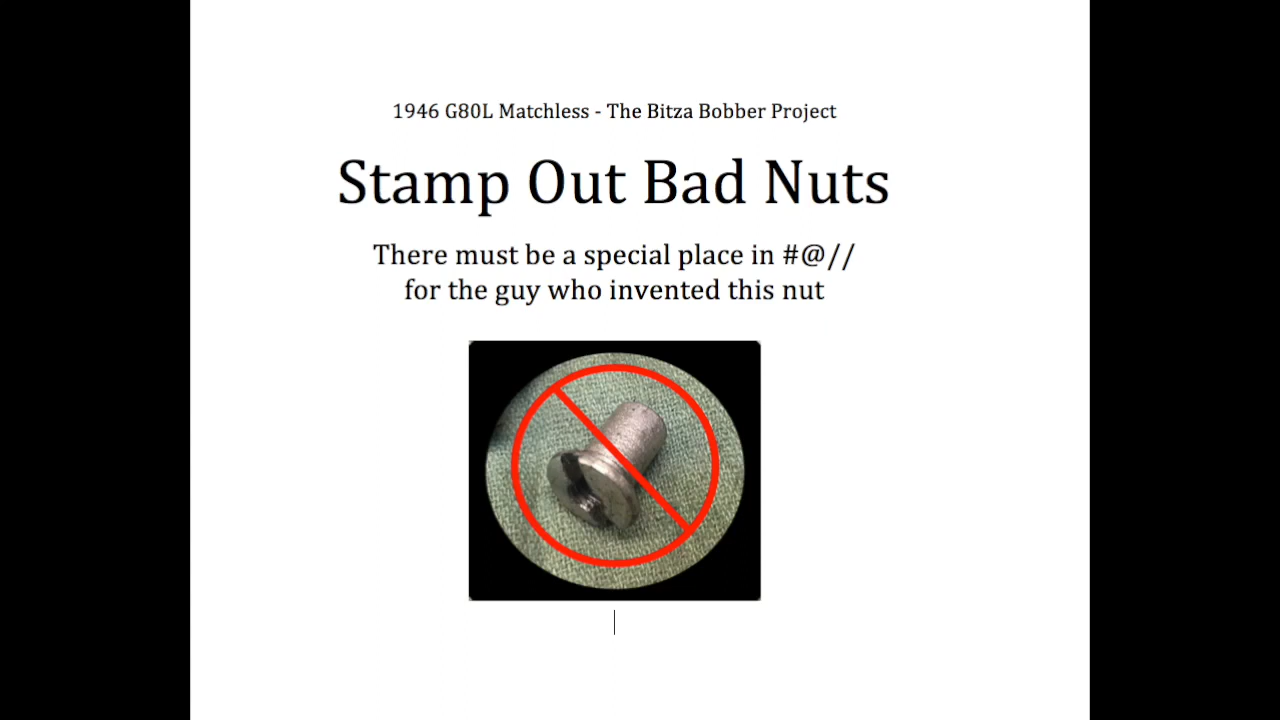 1946 G80L Matchless - The Bitza Bobber Project
Stamp Out Bad Nuts
There must be a special place in #@//
for the guy who invented this nut